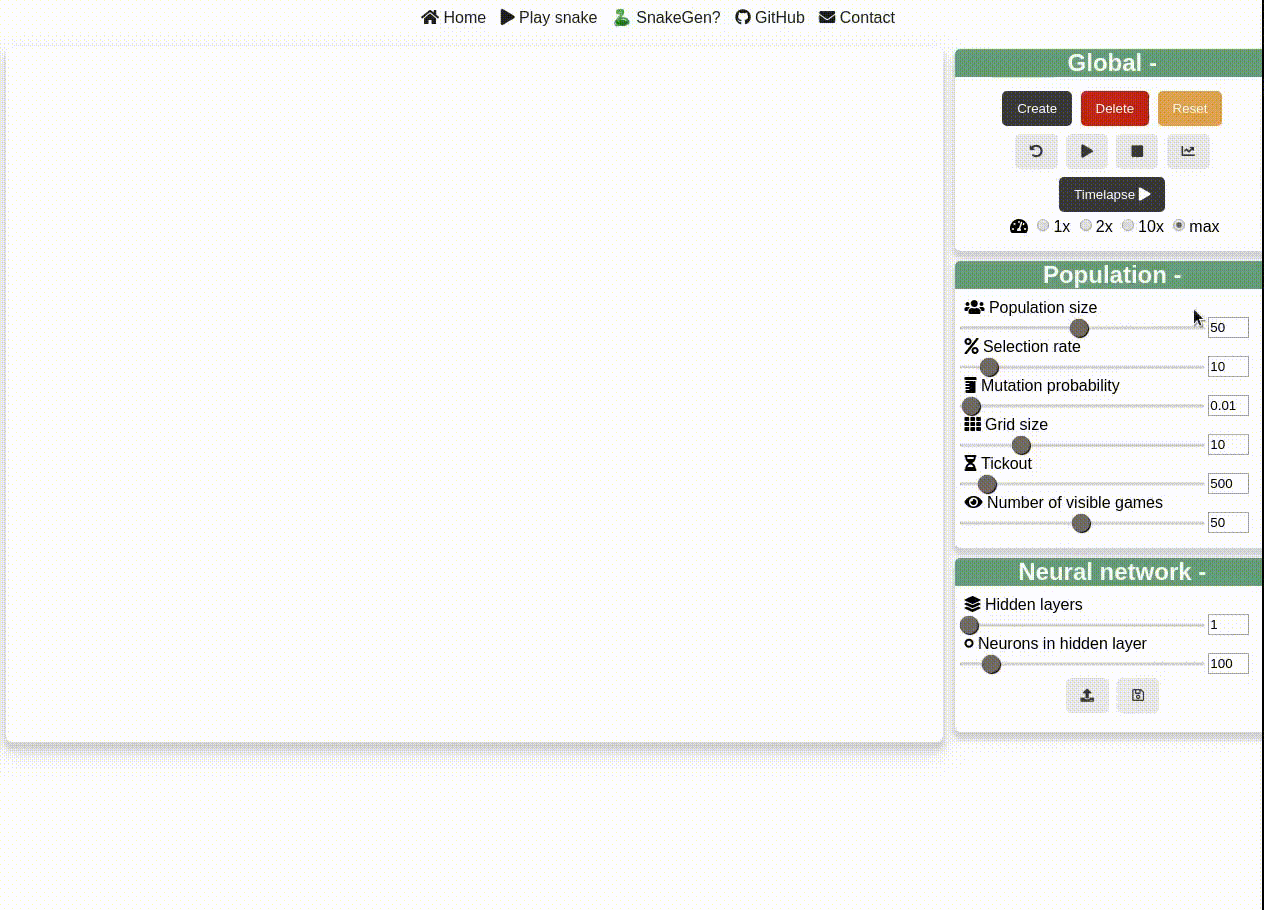 Home Play snake SnakeGen? GitHub Contact
Global -
Create Delete Reset
Timelapse
1x 2x 10x max
Population -
Population size
50
Selection rate
10
Mutation probability
0.01
Grid size
10
Tickout
500
Number of visible games
50
Neural network -
Hidden layers
1
Neurons in hidden layer
100